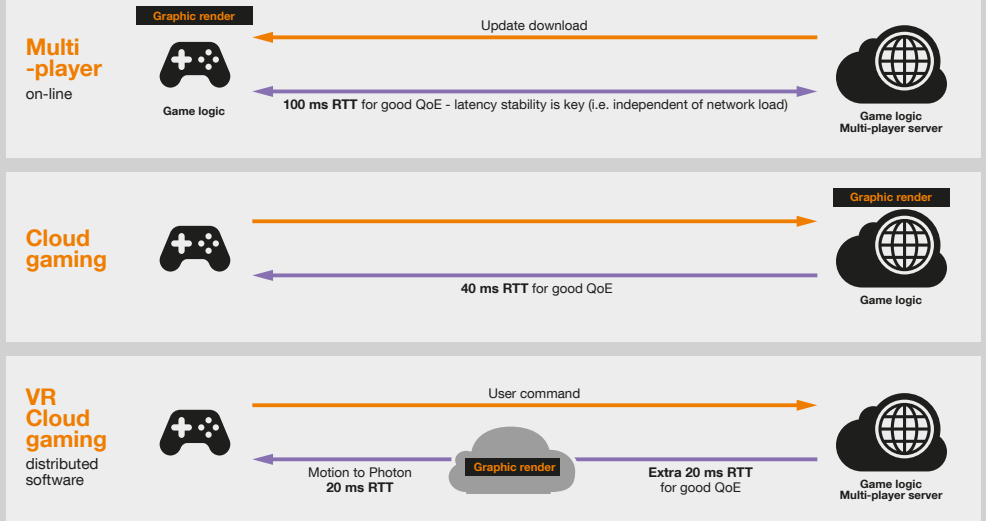 Graphic render
Update download
Multi
-player
on-line
Game logic
100 ms RTT for good QoE - latency stability is key (i.e. independent of network load)
Game logic
Multi-player server
Graphic render
Cloud
gaming
40 ms RTT for good QoE
Game logic
VR
Cloud
gaming
distributed
software
User command
Motion to Photon
20 ms RTT
Graphic render
Extra 20 ms RTT
for good QoE
Game logic
Multi-player server